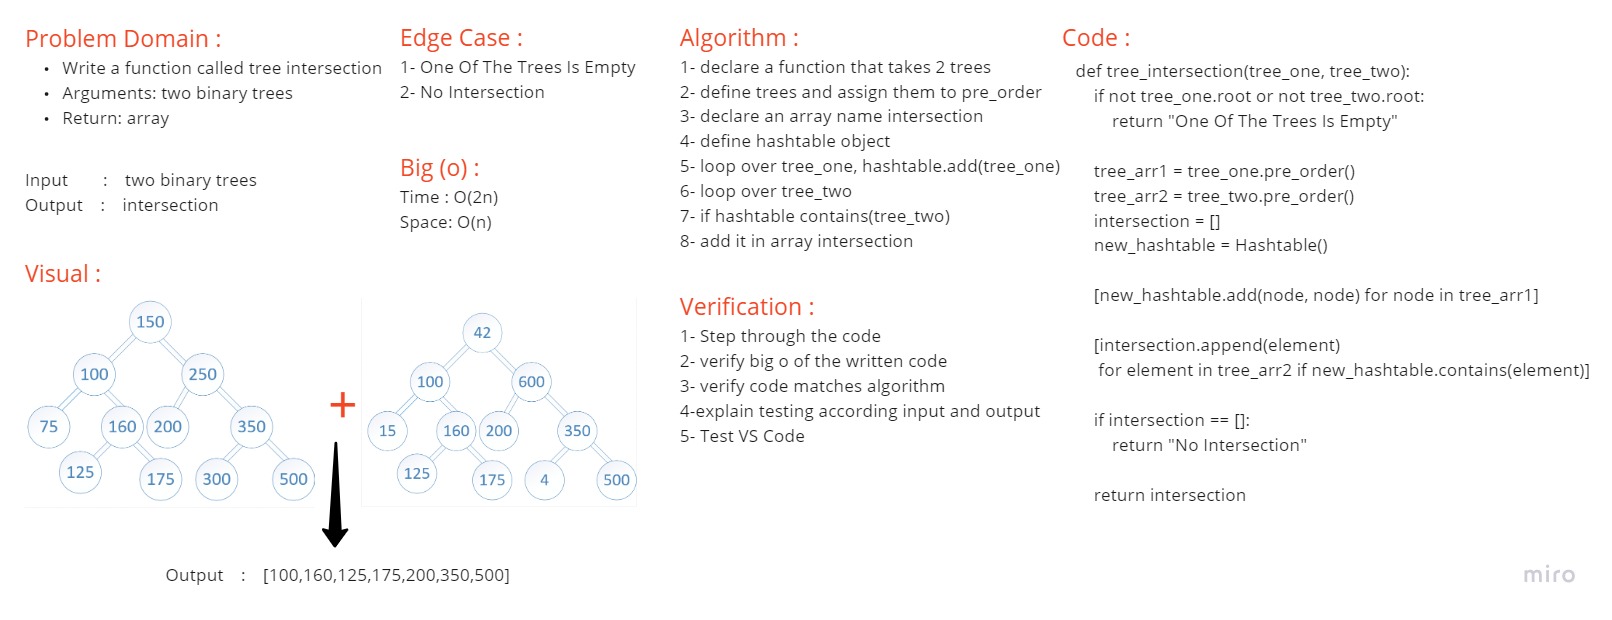 Problem Domain :
• Write a function called tree intersection
• Arguments: two binary trees
• Return: array
Input : two binary trees
Output : intersection
Edge Case :
1- One Of The Trees Is Empty
2- No Intersection
Big (o) :
Time : O(2n)
Space: O(n)
Visual :
150
100 250
75 160 200 350
125 175 300 500
+
42
100 600
15 160 200 350
125 175 4 500
Output : [100,160,125,175,200,350,500]
Algorithm :
1- declare a function that takes 2 trees
2- define trees and assign them to pre_order
3- declare an array name intersection
4- define hashtable object
5- loop over tree_one, hashtable.add(tree_one)
6- loop over tree_two
7- if hashtable contains(tree_two)
8- add it in array intersection
Verification :
1- Step through the code
2- verify big o of the written code
3- verify code matches algorithm
4-explain testing according input and output
5- Test VS Code
Code :
def tree_intersection(tree_one, tree_two):
if not tree_one.root or not tree_two.root:
return "One Of The Trees Is Empty"
tree_arr1 = tree_one.pre_order()
tree_arr2 = tree_two.pre_order()
intersection = []
new_hashtable = Hashtable()
[new_hashtable.add(node, node) for node in tree_arr1]
[intersection.append(element)
for element in tree_arr2 if new_hashtable.contains(element)]
if intersection == []:
return "No Intersection"
return intersection
miro